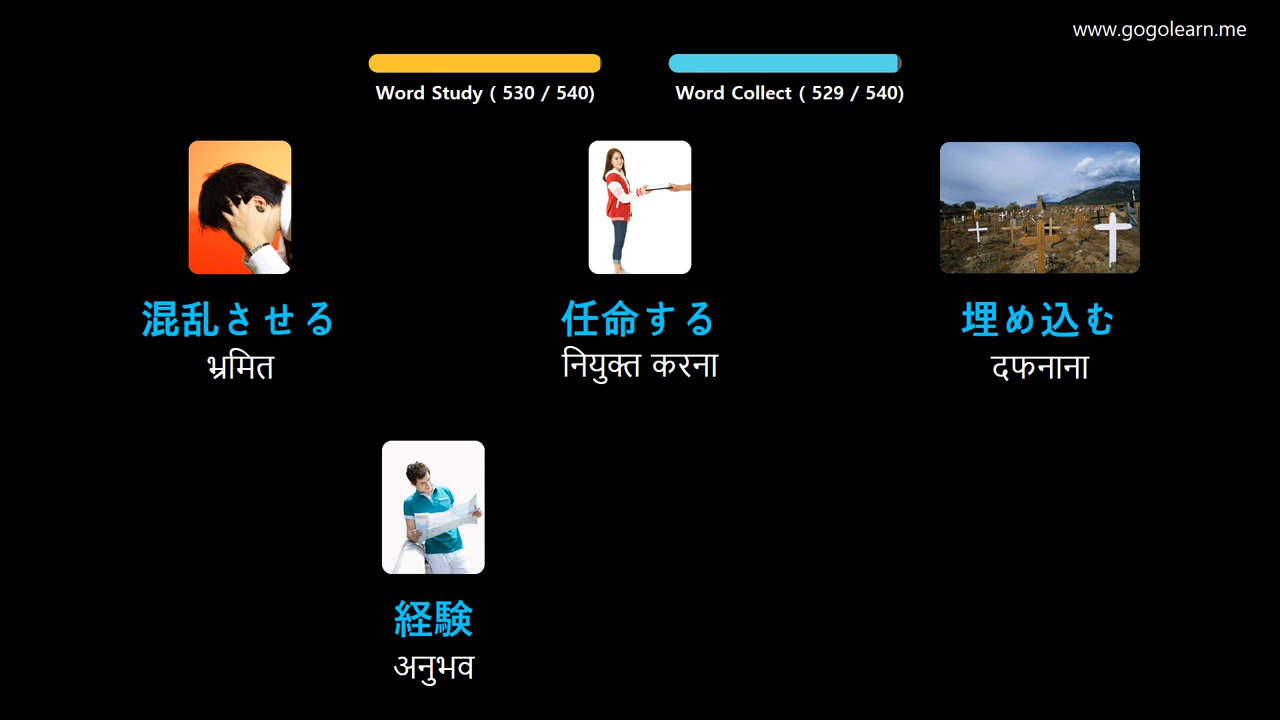 www.gogolearn.me
Word Study ( 530 / 540)
Word Collect ( 529 / 540)
混乱させる
भ्रमित
任命する
नियुक्त करना
埋め込む
दफनाना
経験
अनुभव